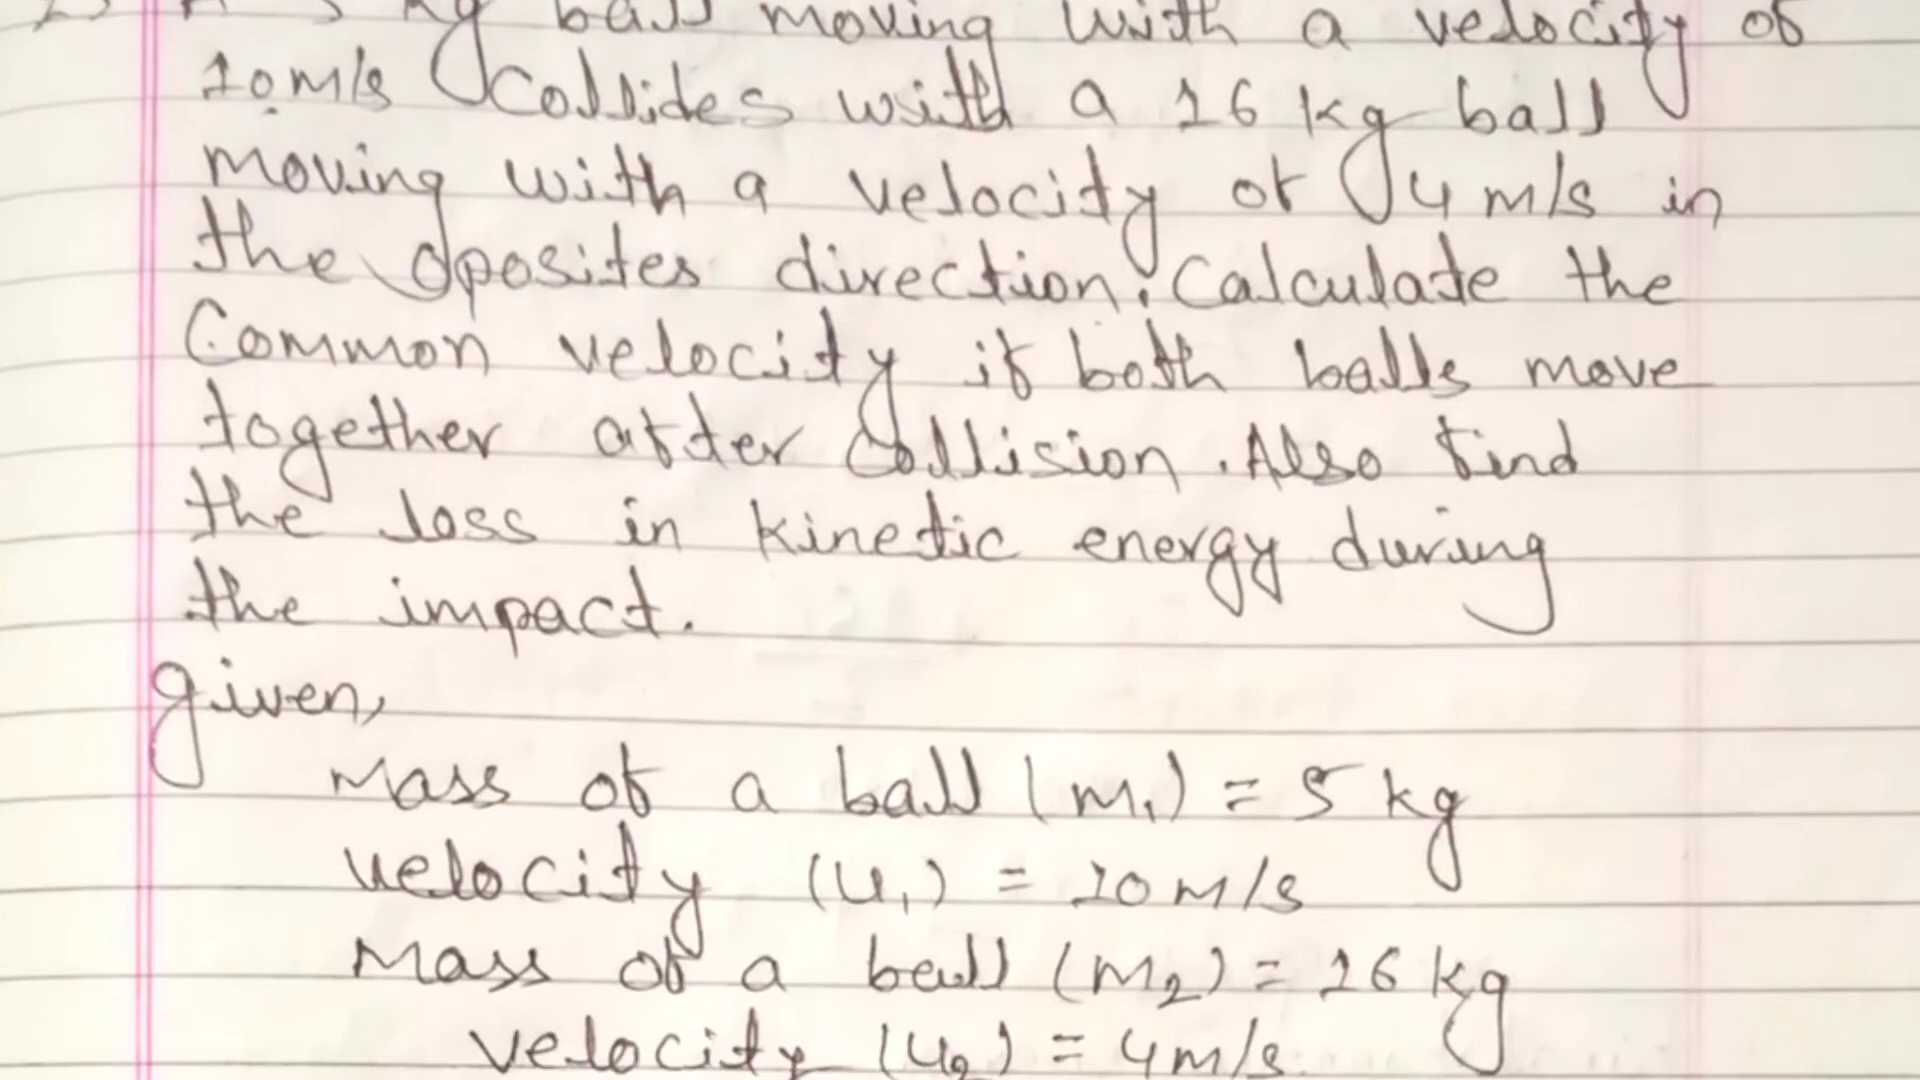 kg ball moving with a velocity of
10m/s collides with a 16 kg ball
moving with a velocity of 4 m/s in
the oposites direction. Calculate the
Common velocity if both balls move
together after collision. Also find
the loss in kinetic energy during
the impact.
given,
Mass of a ball (m₁) = 5 kg
velocity (u₁) = 10 m/s
Mass of a ball (m₂) = 16 kg
velocity (u₂) = 4m/s